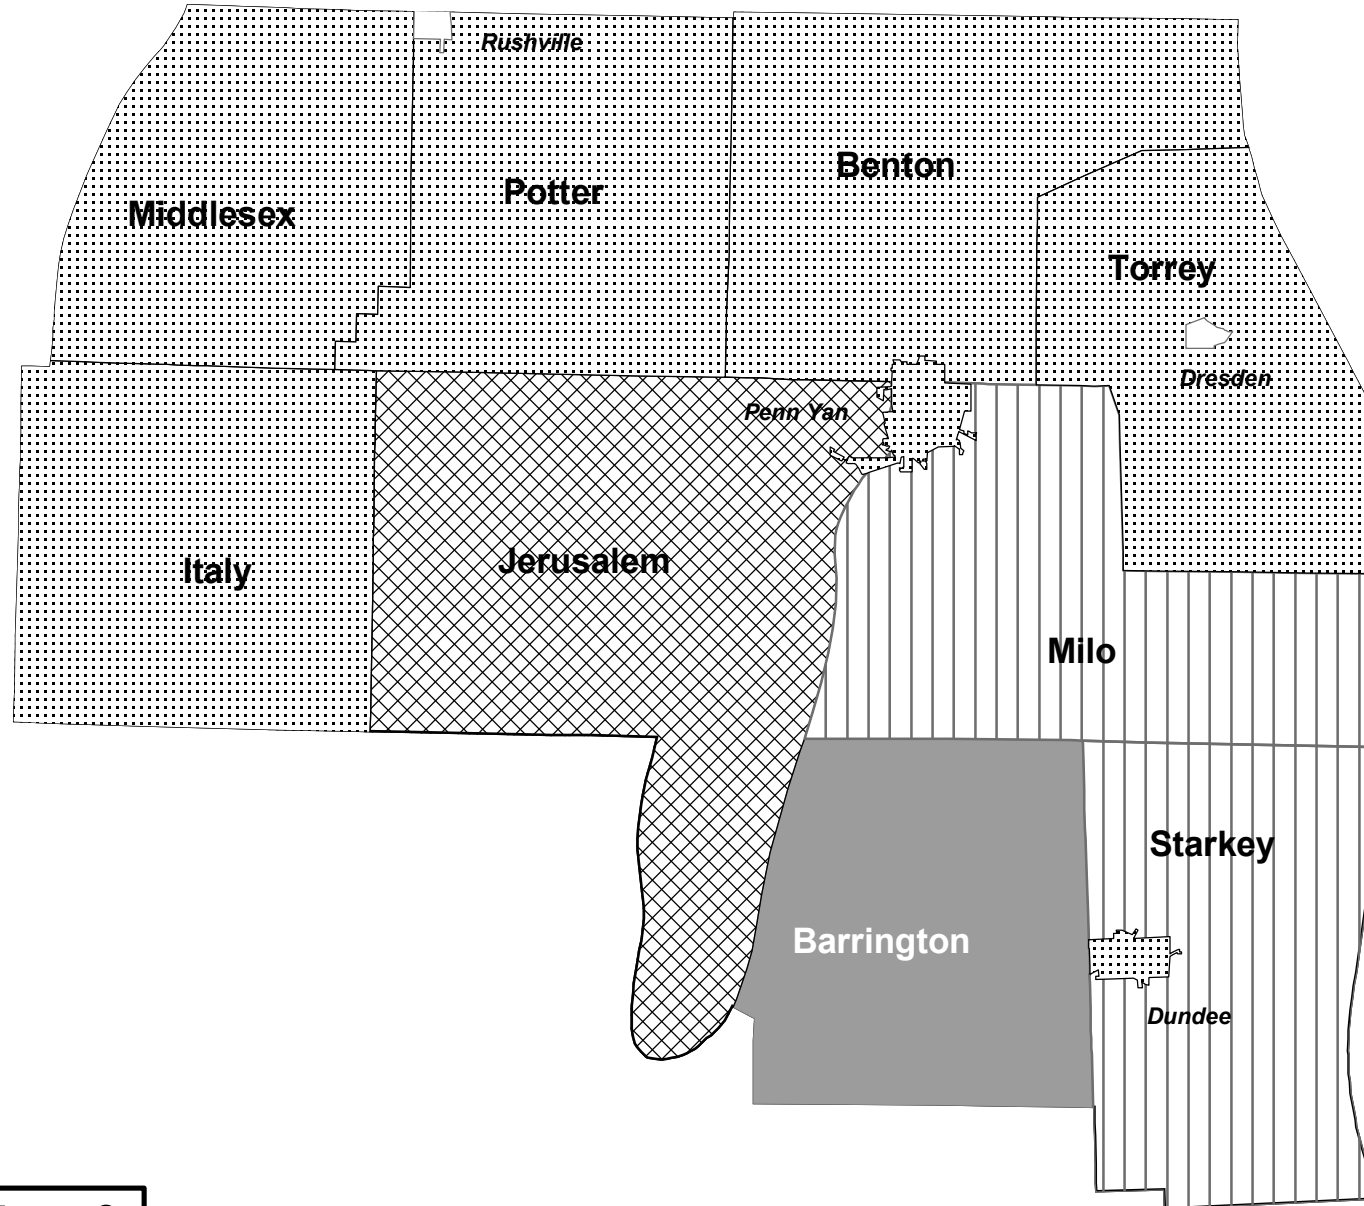 Rushville
Benton
Potter
Middlesex
Torrey
Dresden
Penn Yan
Jerusalem
Italy
Milo
Starkey
Barrington
Dundee